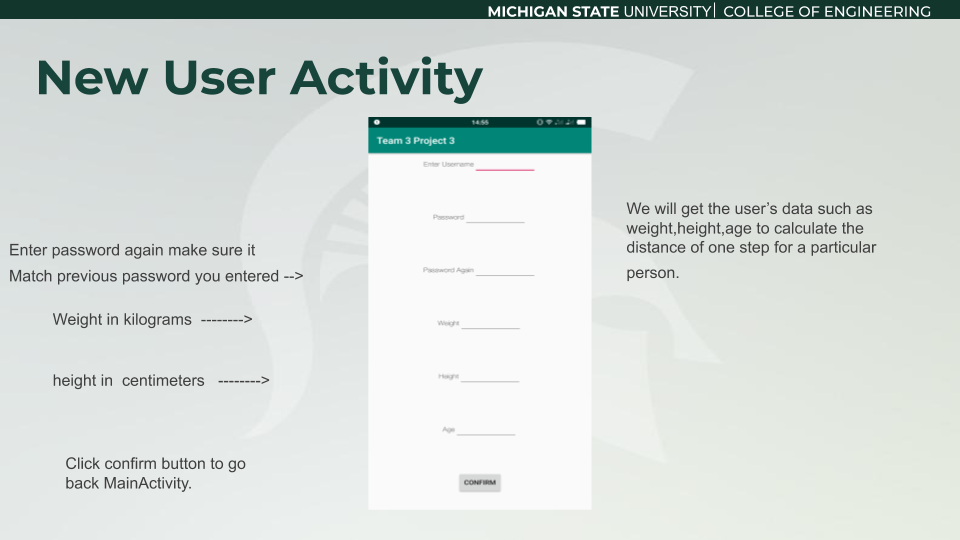 MICHIGAN STATE UNIVERSITY| COLLEGE OF ENGINEERING
New User Activity
14:55
Team 3 Project 3
Enter Username
Password
Password Again
Weight
Height
Age
CONFIRM
Enter password again make sure it
Match previous password you entered -->
Weight in kilograms -------->
height in centimeters -------->
Click confirm button to go
back MainActivity.
We will get the user’s data such as
weight,height,age to calculate the
distance of one step for a particular
person.